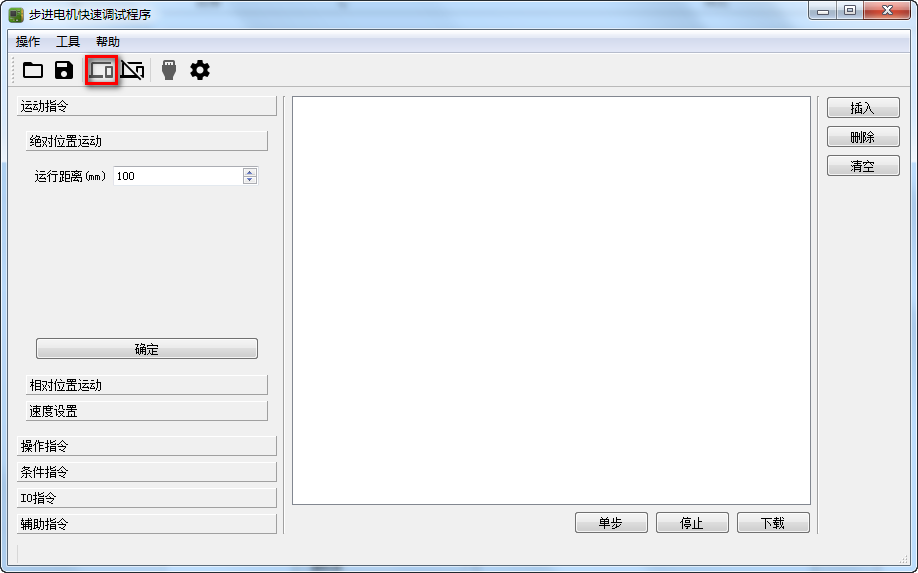 步进电机快速调试程序
操作 工具 帮助
运动指令
绝对位置运动
运行距离(mm) 100
确定
相对位置运动
速度设置
操作指令
条件指令
IO指令
辅助指令
插入
删除
清空
单步 停止 下载